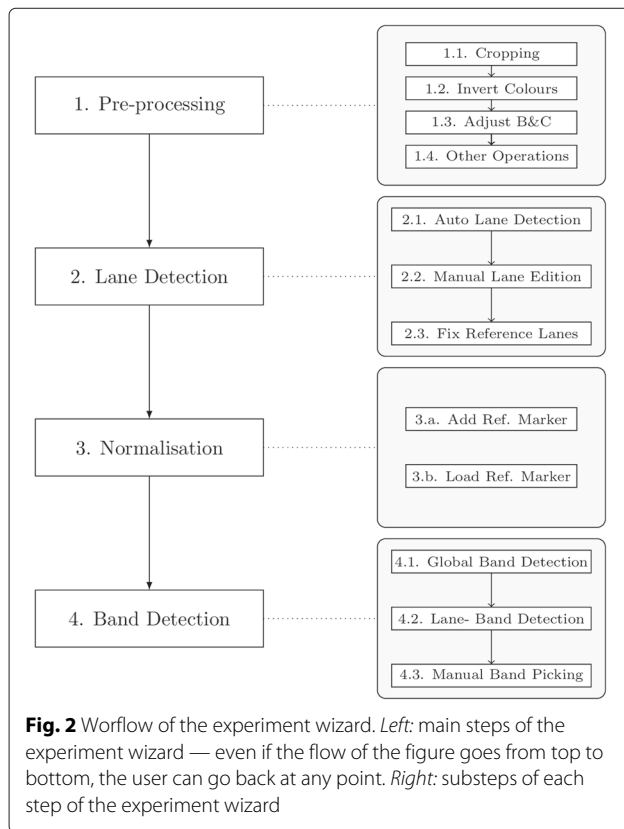 1. Pre-processing
1.1. Cropping
1.2. Invert Colours
1.3. Adjust B&C
1.4. Other Operations
2. Lane Detection
2.1. Auto Lane Detection
2.2. Manual Lane Edition
2.3. Fix Reference Lanes
3. Normalisation
3.a. Add Ref. Marker
3.b. Load Ref. Marker
4. Band Detection
4.1. Global Band Detection
4.2. Lane- Band Detection
4.3. Manual Band Picking
Fig. 2 Worflow of the experiment wizard. Left: main steps of the
experiment wizard — even if the flow of the figure goes from top to
bottom, the user can go back at any point. Right: substeps of each
step of the experiment wizard